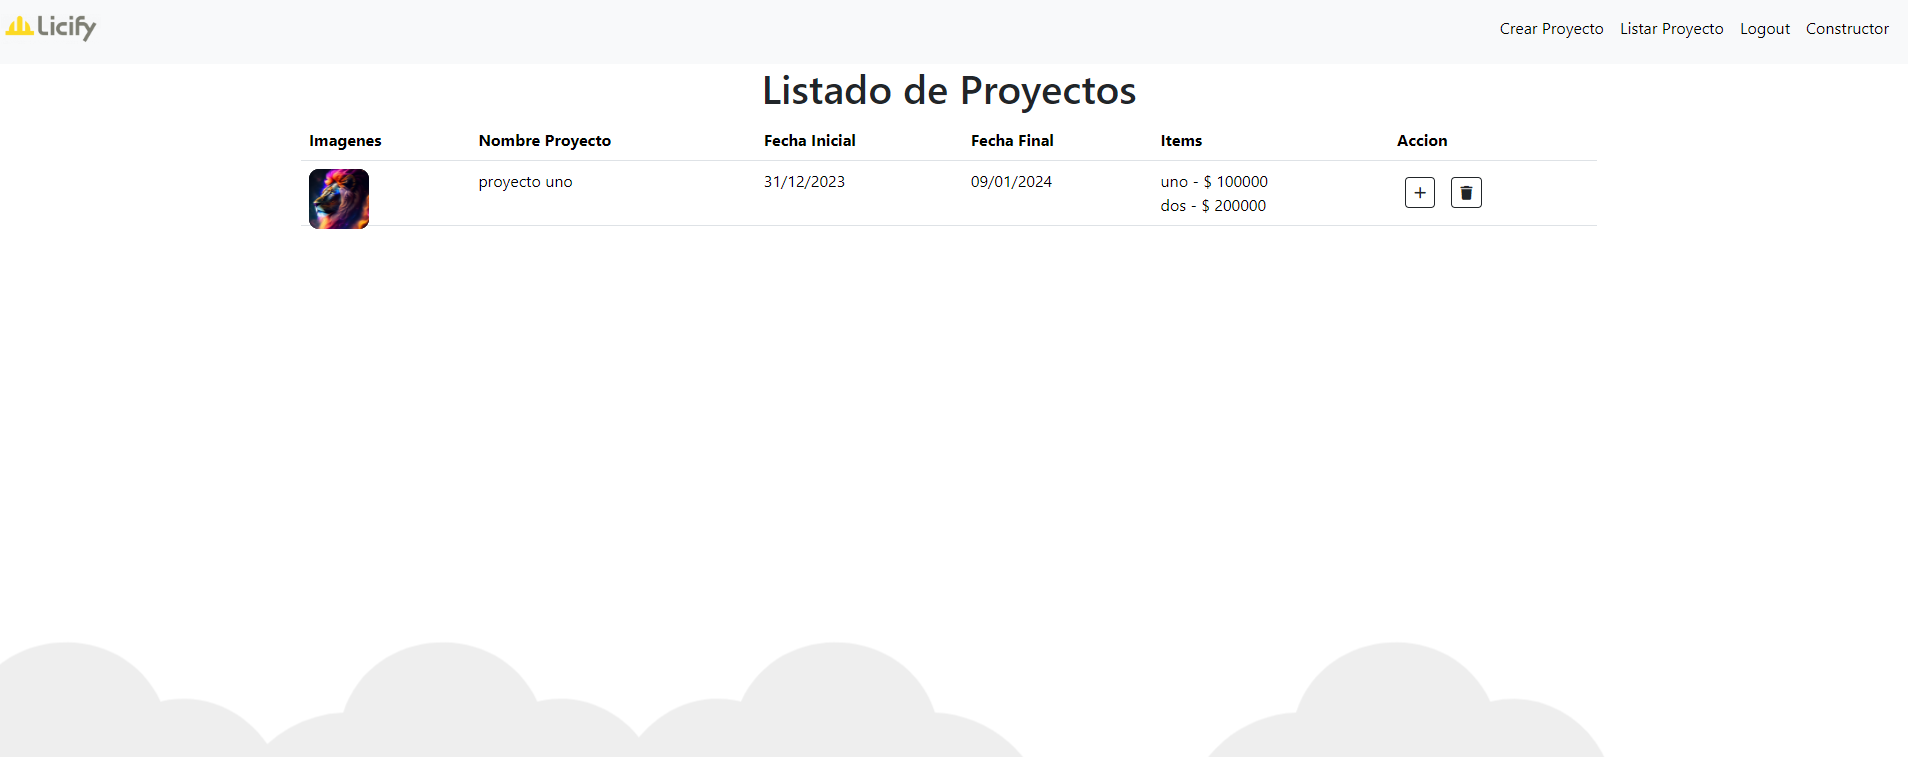 Licify
Crear Proyecto Listar Proyecto Logout Constructor
Listado de Proyectos
Imagenes Nombre Proyecto Fecha Inicial Fecha Final Items Accion
proyecto uno 31/12/2023 09/01/2024 uno - $ 100000
dos - $ 200000